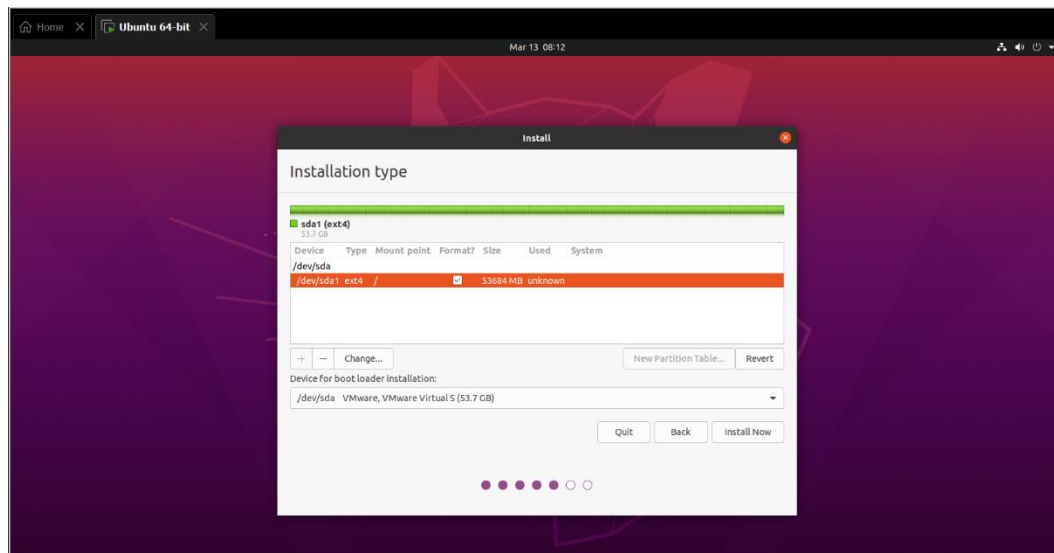 Home
Ubuntu 64-bit
Mar 13 08:12
Install
Installation type
sda1 (ext4)
53.7 GB
Device Type Mount point Format? Size Used System
/dev/sda
/dev/sda1 ext4 / 53684 MB unknown
+ − Change... New Partition Table... Revert
Device for boot loader installation:
/dev/sda VMware, VMware Virtual S (53.7 GB)
Quit Back Install Now